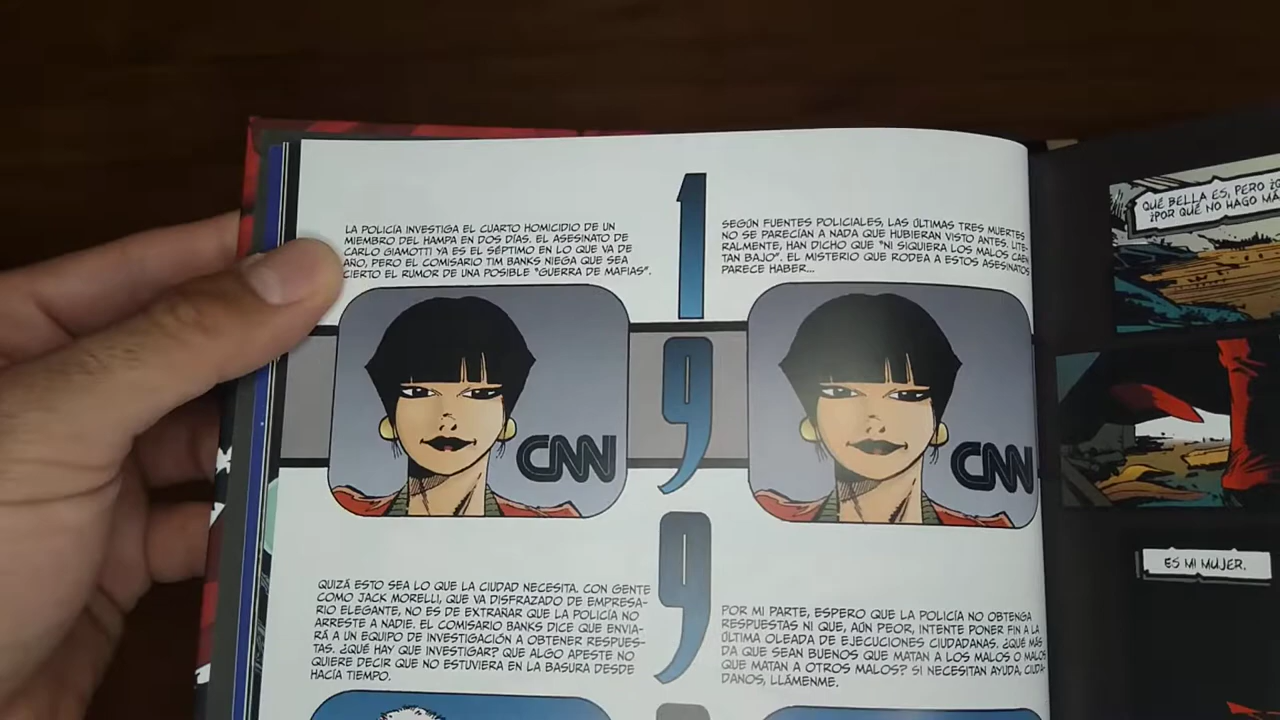 LA POLICÍA INVESTIGA EL CUARTO HOMICIDIO DE UN
MIEMBRO DEL HAMPA EN DOS DÍAS. EL ASESINATO DE
CARLO GIAMOTTI YA ES EL SÉPTIMO EN LO QUE VA DE
AÑO, PERO EL COMISARIO TIM BANKS NIEGA QUE SEA
CIERTO EL RUMOR DE UNA POSIBLE "GUERRA DE MAFIAS".
SEGÚN FUENTES POLICIALES, LAS ÚLTIMAS TRES MUERTES
NO SE PARECÍAN A NADA QUE HUBIERAN VISTO ANTES. LITE-
RALMENTE, HAN DICHO QUE "NI SIQUIERA LOS MALOS CAEN
TAN BAJO". EL MISTERIO QUE RODEA A ESTOS ASESINATOS
PARECE HABER...
1
9
9
CNN
CNN
QUIZÁ ESTO SEA LO QUE LA CIUDAD NECESITA. CON GENTE
COMO JACK MORELLI, QUE VA DISFRAZADO DE EMPRESA-
RIO ELEGANTE, NO ES DE EXTRAÑAR QUE LA POLICÍA NO
ARRESTE A NADIE. EL COMISARIO BANKS DICE QUE ENVIA-
RÁ A UN EQUIPO DE INVESTIGACIÓN A OBTENER RESPUES-
TAS. ¿QUÉ HAY QUE INVESTIGAR? QUE ALGO APESTE NO
QUIERE DECIR QUE NO ESTUVIERA EN LA BASURA DESDE
HACÍA TIEMPO.
POR MI PARTE, ESPERO QUE LA POLICÍA NO OBTENGA
RESPUESTAS NI QUE, AÚN PEOR, INTENTE PONER FIN A LA
ÚLTIMA OLEADA DE EJECUCIONES CIUDADANAS. ¿QUÉ MÁS
DA QUE SEAN BUENOS QUE MATAN A LOS MALOS O MALOS
QUE MATAN A OTROS MALOS? SI NECESITAN AYUDA, CIUDA-
DANOS, LLÁMENME.
QUÉ BELLA ES, PERO
¿POR QUÉ NO HAGO
ES MI MUJER.